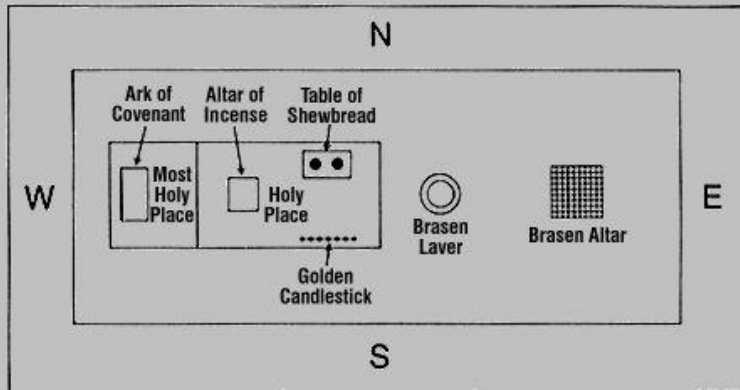 N
Ark of
Covenant
Altar of
Incense
Table of
Shewbread
W
Most
Holy
Place
Holy
Place
Brasen
Laver
Brasen Altar
E
Golden
Candlestick
S